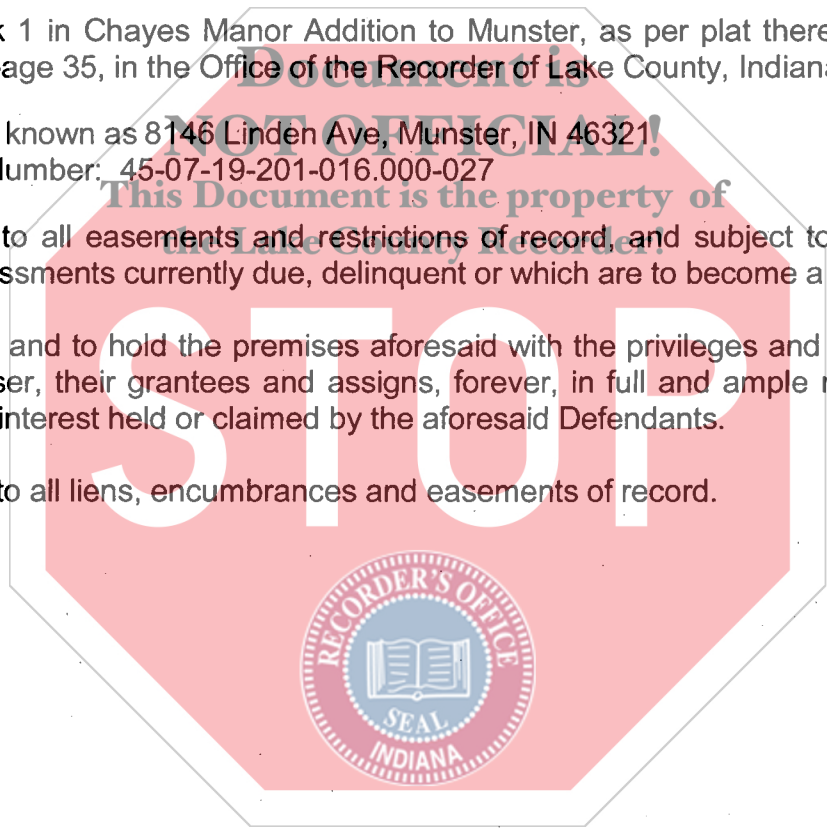 1 in Chayes Manor Addition to Munster, as per plat there
age 35, in the Office of the Recorder of Lake County, Indiana
Document is
known as 8146 Linden Ave, Munster, IN 46321
NOT OFFICIAL!
Number: 45-07-19-201-016.000-027
This Document is the property of
to all easements and restrictions of record, and subject to
the Lake County Recorder!
ssments currently due, delinquent or which are to become a
and to hold the premises aforesaid with the privileges and
ser, their grantees and assigns, forever, in full and ample
interest held or claimed by the aforesaid Defendants.
STOP
to all liens, encumbrances and easements of record.
RECORDER'S OFFICE
SEAL
INDIANA